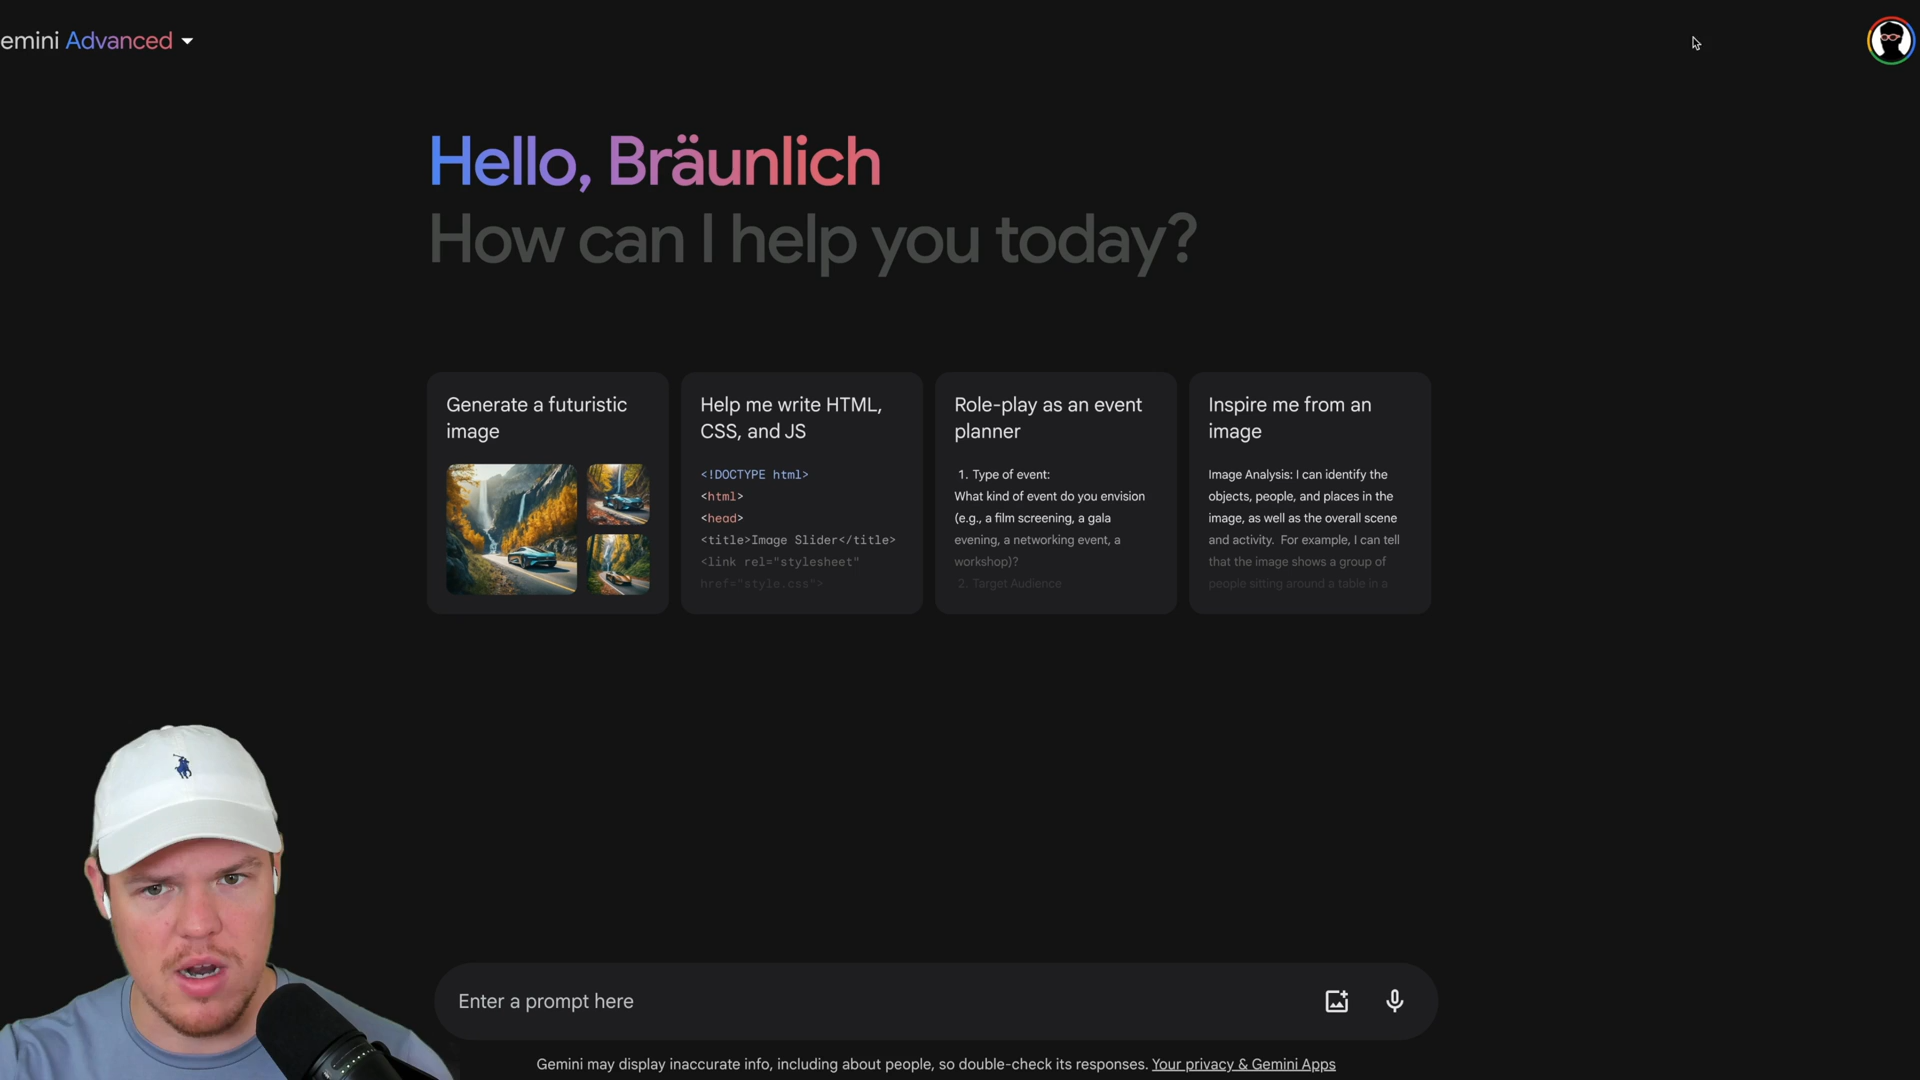 emini Advanced
Hello, Bräunlich
How can I help you today?
Generate a futuristic
image
Help me write HTML,
CSS, and JS
<!DOCTYPE html>
<html>
<head>
<title>Image Slider</title>
<link rel="stylesheet"
href="style.css">
Role-play as an event
planner
1. Type of event:
What kind of event do you envision
(e.g., a film screening, a gala
evening, a networking event, a
workshop)?
2. Target Audience
Inspire me from an
image
Image Analysis: I can identify the
objects, people, and places in the
image, as well as the overall scene
and activity. For example, I can tell
that the image shows a group of
people sitting around a table in a
Enter a prompt here
Gemini may display inaccurate info, including about people, so double-check its responses. Your privacy & Gemini Apps